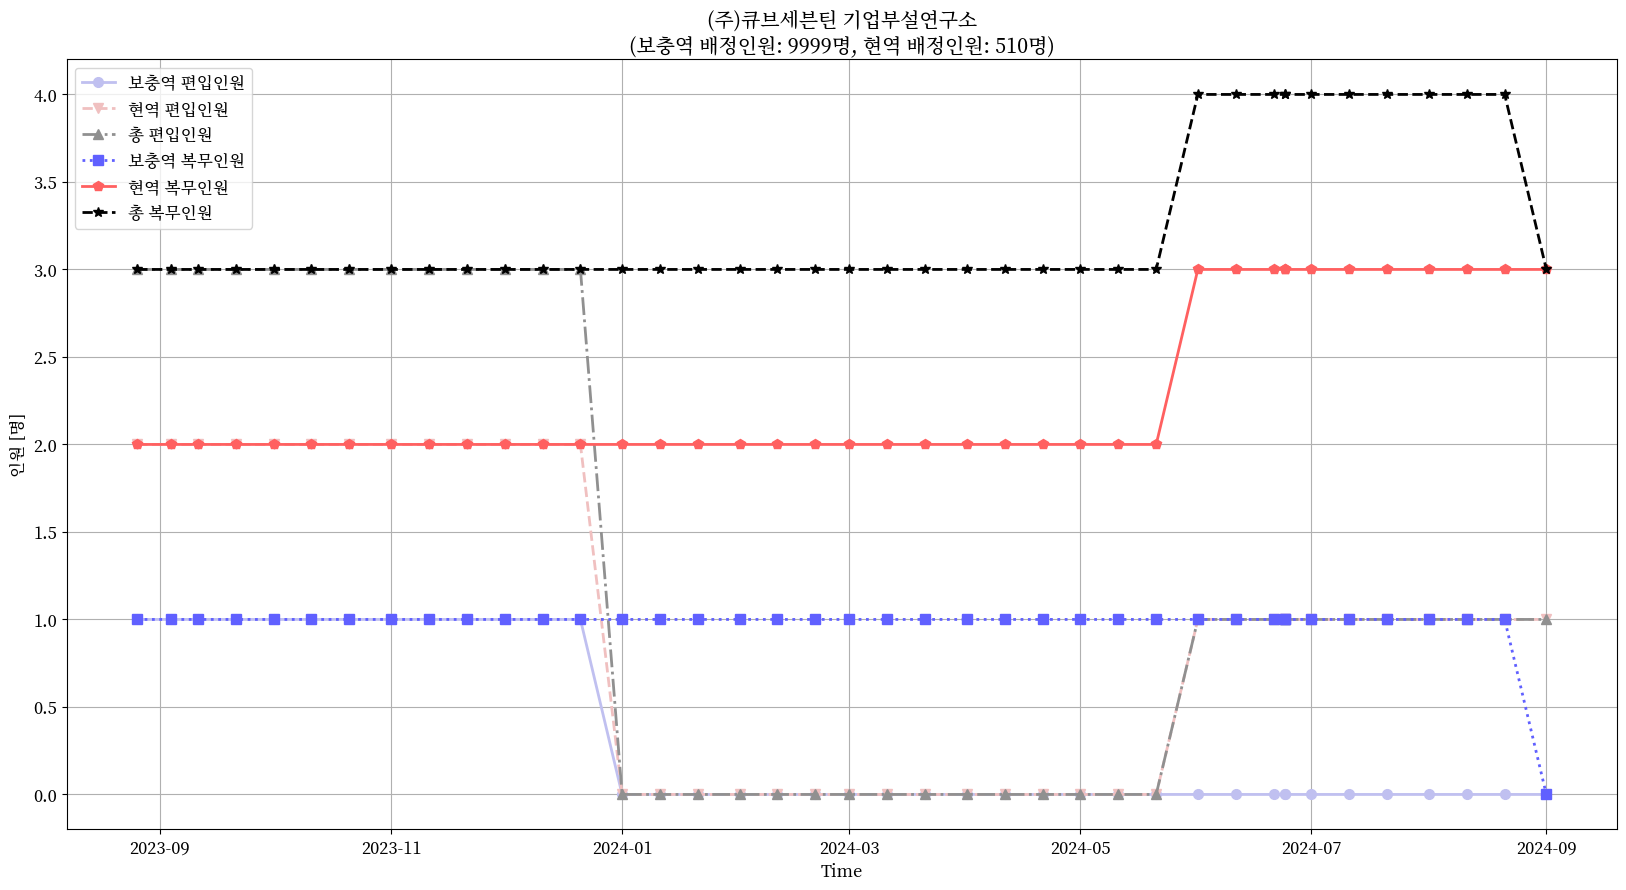 (주)큐브세븐틴 기업부설연구소
(보충역 배정인원: 9999명, 현역 배정인원: 510명)
보충역 편입인원
현역 편입인원
총 편입인원
보충역 복무인원
현역 복무인원
총 복무인원
4.0
3.5
3.0
2.5
2.0
1.5
1.0
0.5
0.0
인원 [명]
2023-09
2023-11
2024-01
2024-03
2024-05
2024-07
2024-09
Time